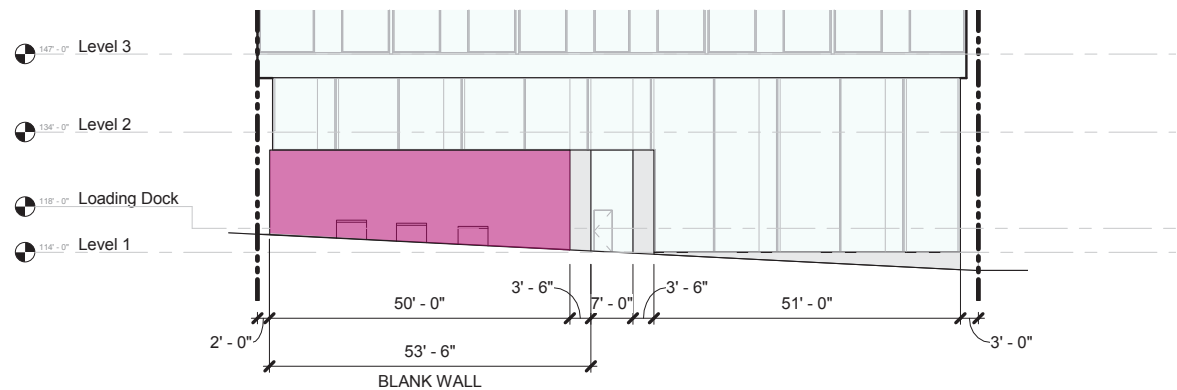 147' - 0" Level 3
134' - 0" Level 2
118' - 0" Loading Dock
114' - 0" Level 1
2' - 0" 50' - 0" 3' - 6" 7' - 0" 3' - 6" 51' - 0" 3' - 0"
53' - 6"
BLANK WALL